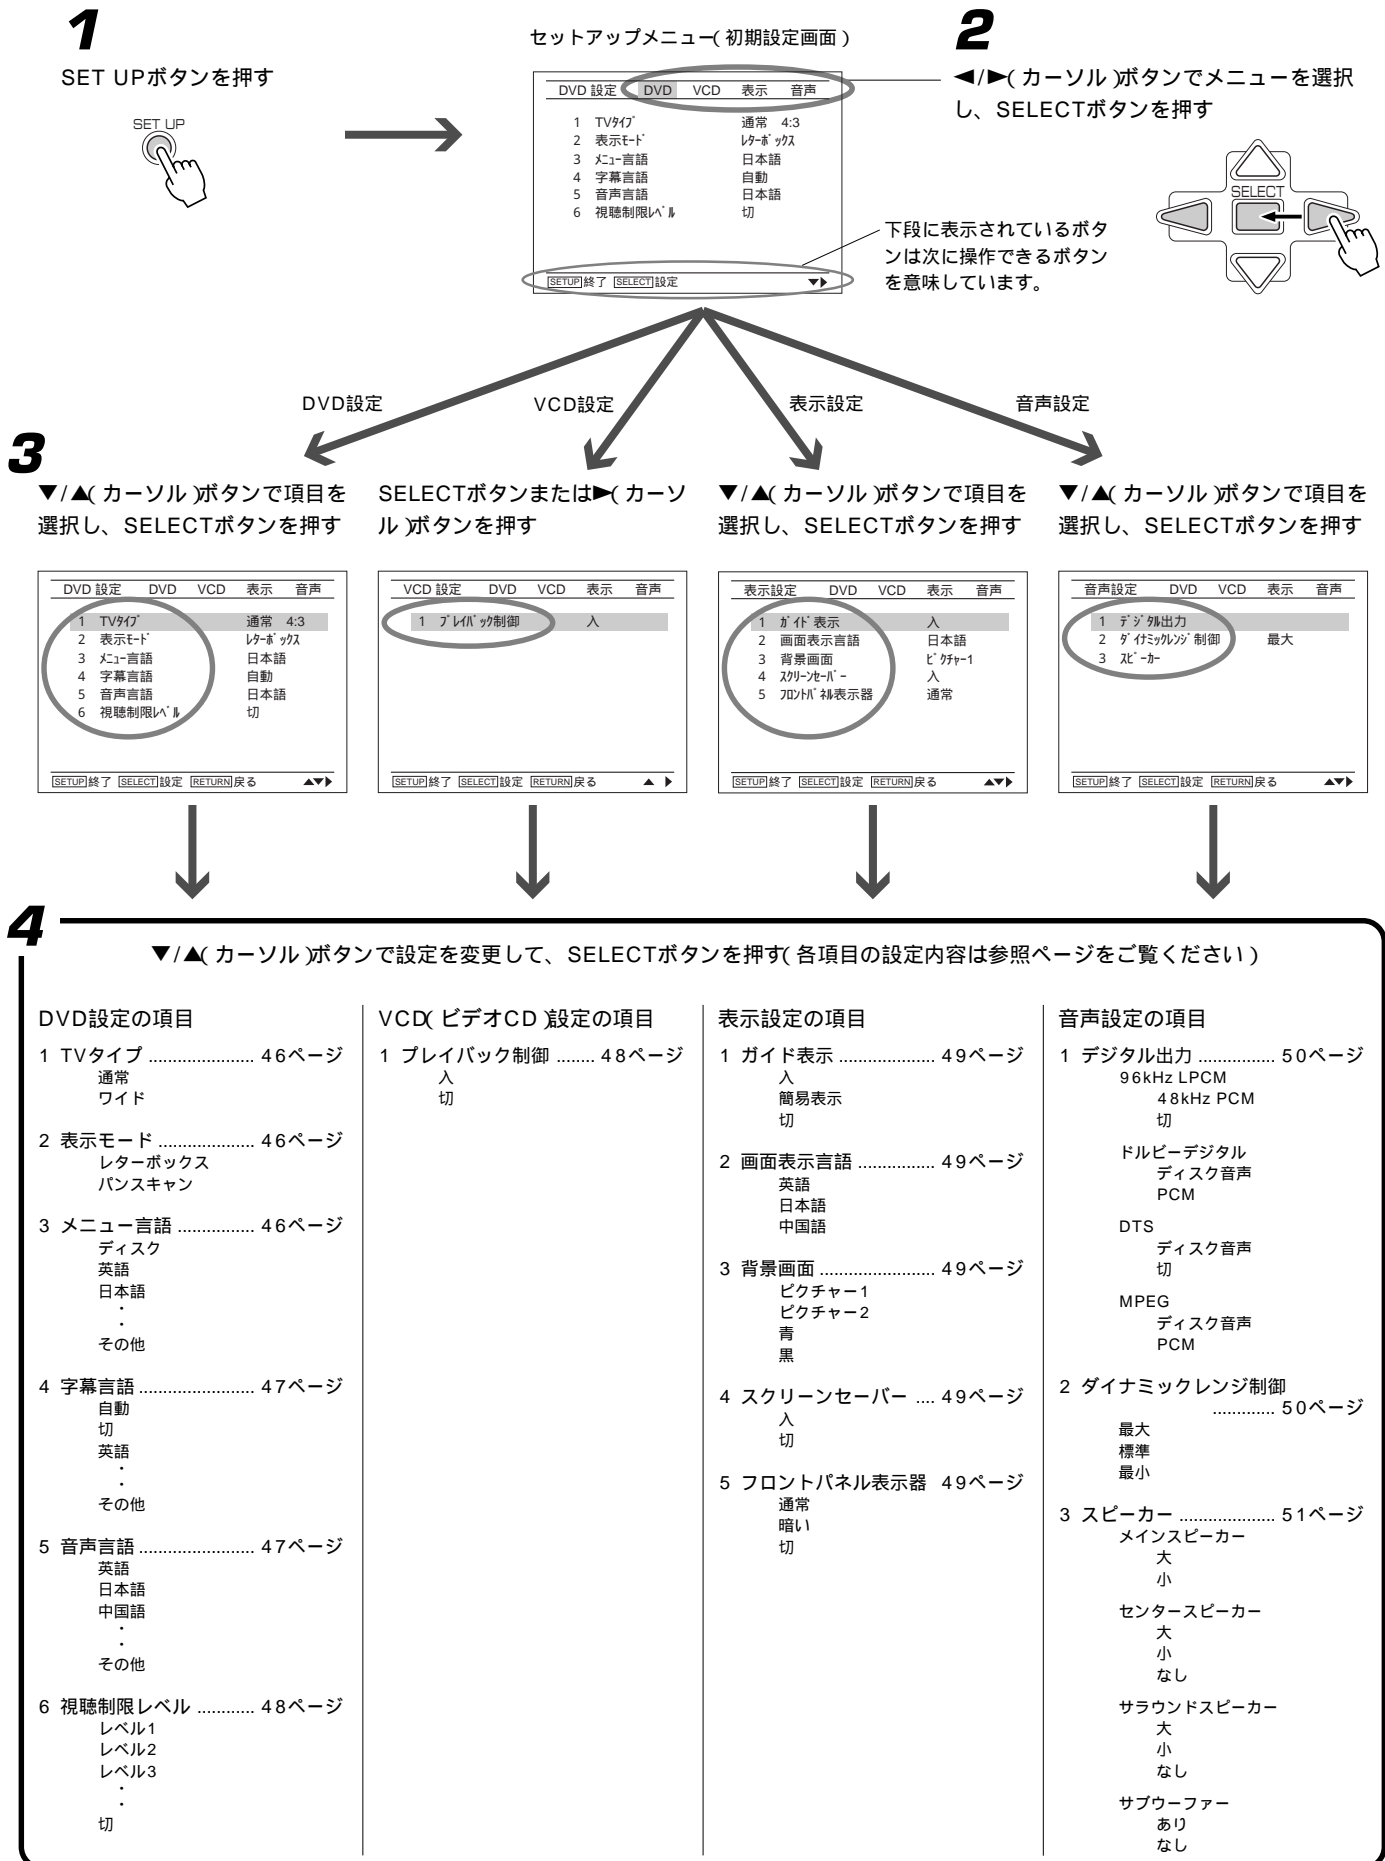 1
SET UPボタンを押す
SET UP
セットアップメニュー(初期設定画面)
DVD 設定 DVD VCD 表示 音声
1 TVタイプ 通常 4:3
2 表示モード レターボックス
3 メニュー言語 日本語
4 字幕言語 自動
5 音声言語 日本語
6 視聴制限レベル 切
SETUP 終了 SELECT 設定 ▼▶
2
◀/▶(カーソル)ボタンでメニューを選択
し、SELECTボタンを押す
SELECT
下段に表示されているボタ
ンは次に操作できるボタン
を意味しています。
DVD設定
VCD設定
表示設定
音声設定
3
▼/▲(カーソル)ボタンで項目を
選択し、SELECTボタンを押す
SELECTボタンまたは▶(カーソ
ル)ボタンを押す
▼/▲(カーソル)ボタンで項目を
選択し、SELECTボタンを押す
▼/▲(カーソル)ボタンで項目を
選択し、SELECTボタンを押す
DVD 設定 DVD VCD 表示 音声
1 TVタイプ 通常 4:3
2 表示モード レターボックス
3 メニュー言語 日本語
4 字幕言語 自動
5 音声言語 日本語
6 視聴制限レベル 切
SETUP 終了 SELECT 設定 RETURN 戻る ▲▼▶
VCD 設定 DVD VCD 表示 音声
1 プレイバック制御 入
SETUP 終了 SELECT 設定 RETURN 戻る ▲ ▶
表示設定 DVD VCD 表示 音声
1 ガイド表示 入
2 画面表示言語 日本語
3 背景画面 ピクチャー1
4 スクリーンセーバー 入
5 フロントパネル表示器 通常
SETUP 終了 SELECT 設定 RETURN 戻る ▲▼▶
音声設定 DVD VCD 表示 音声
1 デジタル出力
2 ダイナミックレンジ制御 最大
3 スピーカー
SETUP 終了 SELECT 設定 RETURN 戻る ▲▼▶
4
▼/▲(カーソル)ボタンで設定を変更して、SELECTボタンを押す(各項目の設定内容は参照ページをご覧ください)
DVD設定の項目
1 TVタイプ ...................... 46ページ
通常
ワイド
2 表示モード .................... 46ページ
レターボックス
パンスキャン
3 メニュー言語 ................ 46ページ
ディスク
英語
日本語
・
・
その他
4 字幕言語 ........................ 47ページ
自動
切
英語
・
・
その他
5 音声言語 ........................ 47ページ
英語
日本語
中国語
・
・
その他
6 視聴制限レベル ............ 48ページ
レベル1
レベル2
レベル3
・
・
切
VCD(ビデオCD)設定の項目
1 プレイバック制御 ........ 48ページ
入
切
表示設定の項目
1 ガイド表示 .................... 49ページ
入
簡易表示
切
2 画面表示言語 ................ 49ページ
英語
日本語
中国語
3 背景画面 ........................ 49ページ
ピクチャー1
ピクチャー2
青
黒
4 スクリーンセーバー .... 49ページ
入
切
5 フロントパネル表示器 49ページ
通常
暗い
切
音声設定の項目
1 デジタル出力 ................ 50ページ
96kHz LPCM
48kHz PCM
切
ドルビーデジタル
ディスク音声
PCM
DTS
ディスク音声
切
MPEG
ディスク音声
PCM
2 ダイナミックレンジ制御
............. 50ページ
最大
標準
最小
3 スピーカー .................... 51ページ
メインスピーカー
大
小
センタースピーカー
大
小
なし
サラウンドスピーカー
大
小
なし
サブウーファー
あり
なし